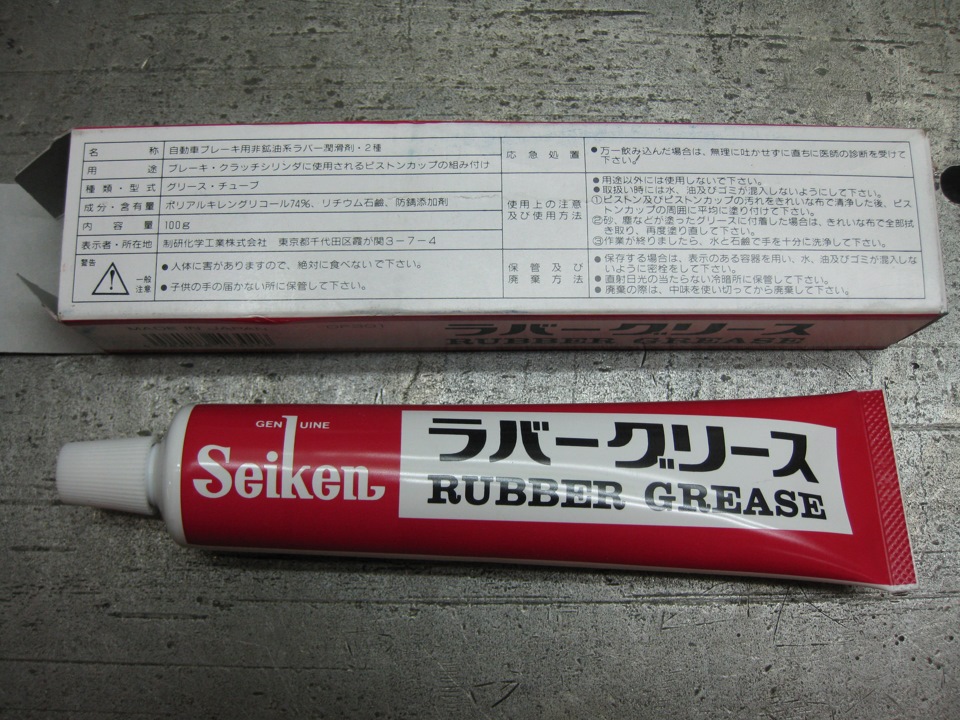 名称 自動車ブレーキ用非鉱油系ラバー潤滑剤・2種
用途 ブレーキ・クラッチシリンダに使用されるピストンカップの組み付け
種類・型式 グリース・チューブ
成分・含有量 ポリアルキレングリコール74%、リチウム石鹸、防錆添加剤
内容量 100g
表示者・所在地 制研化学工業株式会社 東京都千代田区霞が関3-7-4
警告
一般
注意
●人体に害がありますので、絶対に食べないで下さい。
●子供の手の届かない所に保管して下さい。
応急処置
●万一飲み込んだ場合は、無理に吐かせずに直ちに医師の診断を受けて
下さい。
使用上の注意
及び使用方法
●用途以外には使用しないで下さい。
●取扱い時には水、油及びゴミが混入しないようにして下さい。
①ピストン及びピストンカップの汚れをきれいな布で清浄した後、ピス
トンカップの周囲に平均に塗り付けて下さい。
②砂、塵などが塗ったグリースに付着した場合は、きれいな布で全部拭
き取り、再度塗り直して下さい。
③作業が終りましたら、水と石鹸で手を十分に洗浄して下さい。
保管及び
廃棄方法
●保存する場合は、表示のある容器を用い、水、油及びゴミが混入しな
いように密栓をして下さい。
●直射日光の当たらない冷暗所に保管して下さい。
●廃棄の際は、中味を使い切ってから廃棄して下さい。
MADE IN JAPAN
ラバーグリース
RUBBER GREASE
GENUINE
Seiken
ラバーグリース
RUBBER GREASE